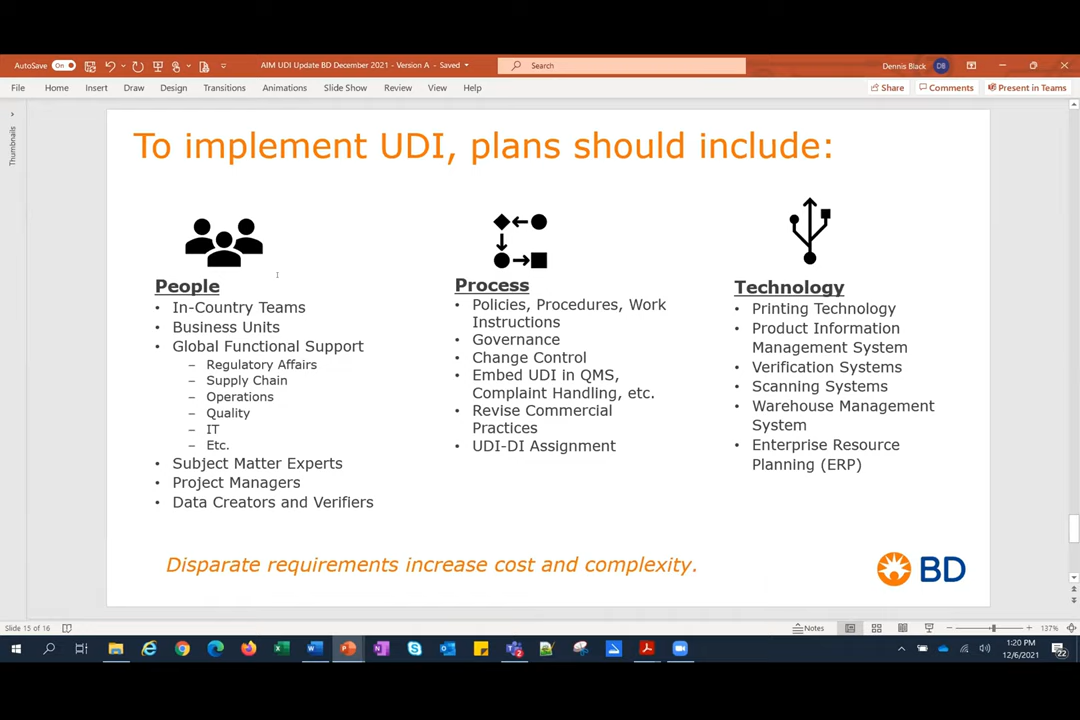 AutoSave On
AIM UDI Update BD December 2021 - Version A - Saved
Search
Dennis Black DB
File Home Insert Draw Design Transitions Animations Slide Show Review View Help
Share Comments Present in Teams
Thumbnails
To implement UDI, plans should include:
People
• In-Country Teams
• Business Units
• Global Functional Support
– Regulatory Affairs
– Supply Chain
– Operations
– Quality
– IT
– Etc.
• Subject Matter Experts
• Project Managers
• Data Creators and Verifiers
Process
• Policies, Procedures, Work
Instructions
• Governance
• Change Control
• Embed UDI in QMS,
Complaint Handling, etc.
• Revise Commercial
Practices
• UDI-DI Assignment
Technology
• Printing Technology
• Product Information
Management System
• Verification Systems
• Scanning Systems
• Warehouse Management
System
• Enterprise Resource
Planning (ERP)
Disparate requirements increase cost and complexity.
BD
Slide 15 of 16
Notes
137%
1:20 PM
12/6/2021
22